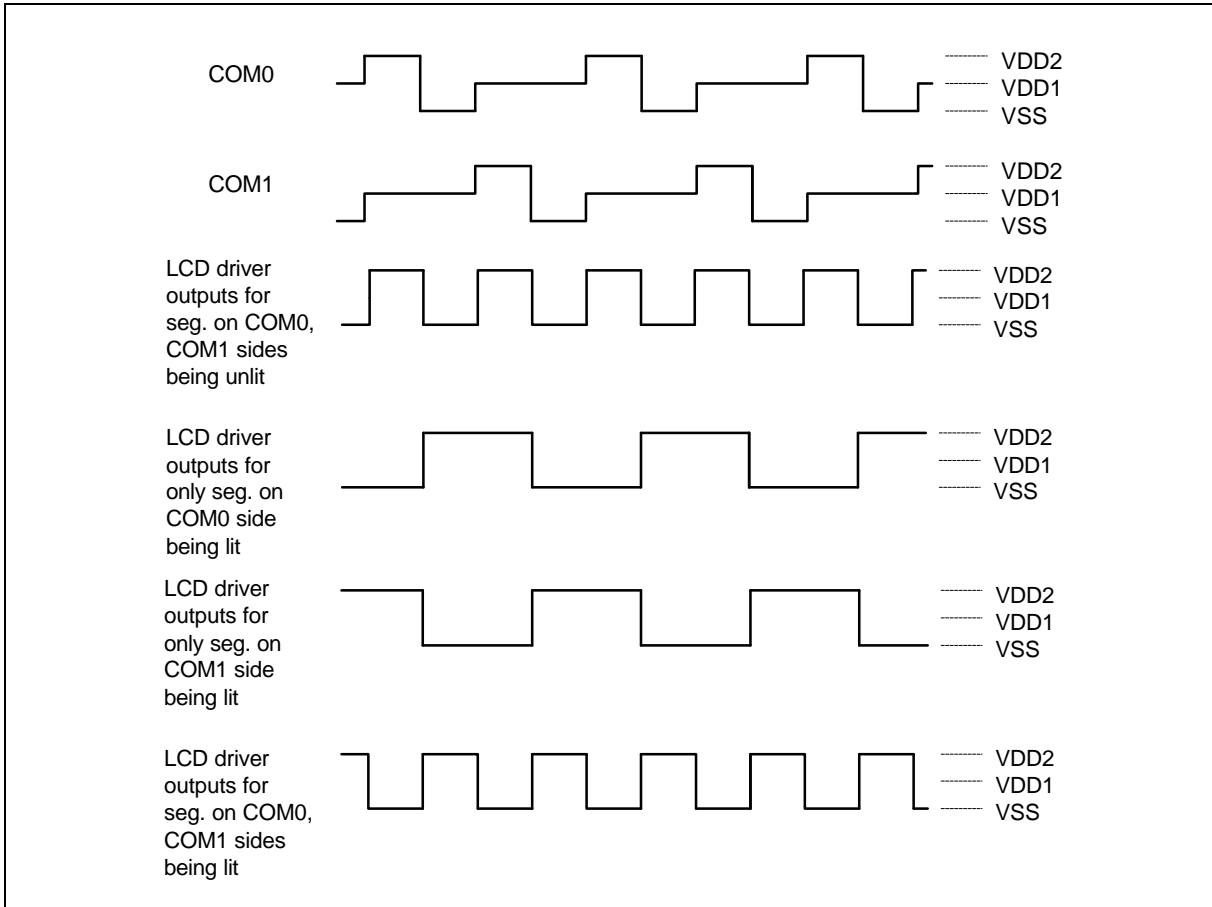 COM0
VDD2
VDD1
VSS
COM1
VDD2
VDD1
VSS
LCD driver
outputs for
seg. on COM0,
COM1 sides
being unlit
VDD2
VDD1
VSS
LCD driver
outputs for
only seg. on
COM0 side
being lit
VDD2
VDD1
VSS
LCD driver
outputs for
only seg. on
COM1 side
being lit
VDD2
VDD1
VSS
LCD driver
outputs for
seg. on COM0,
COM1 sides
being lit
VDD2
VDD1
VSS